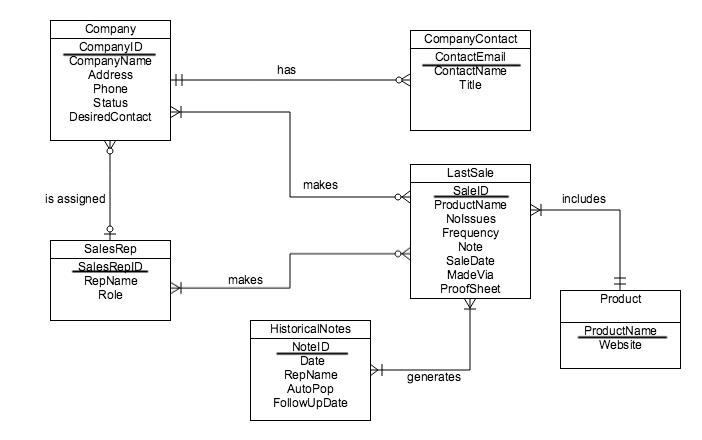 Company
CompanyID
CompanyName
Address
Phone
Status
DesiredContact
has
CompanyContact
ContactEmail
ContactName
Title
makes
is assigned
LastSale
SaleID
ProductName
NoIssues
Frequency
Note
SaleDate
MadeVia
ProofSheet
includes
SalesRep
SalesRepID
RepName
Role
makes
Product
ProductName
Website
HistoricalNotes
NoteID
Date
RepName
AutoPop
FollowUpDate
generates